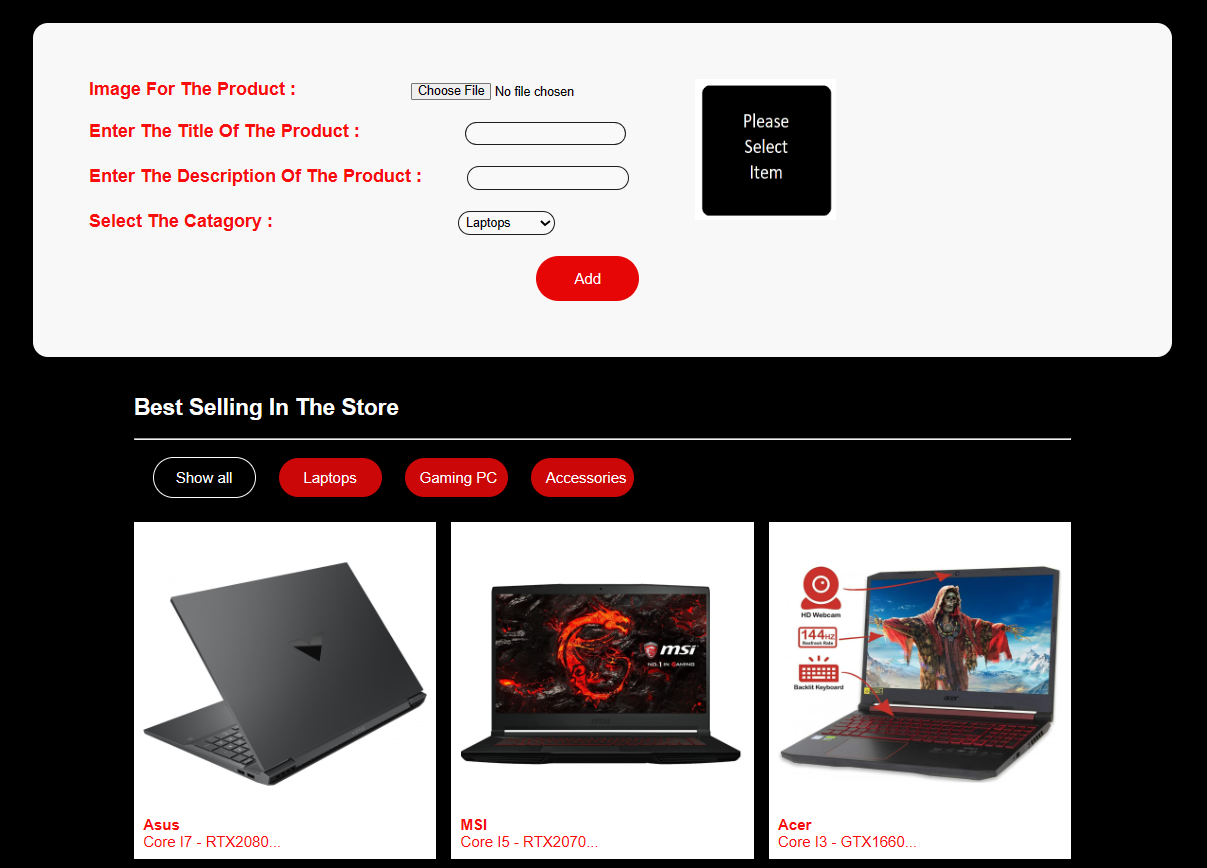 Image For The Product :
Choose File No file chosen
Enter The Title Of The Product :
Enter The Description Of The Product :
Select The Catagory :
Laptops
Add
Please
Select
Item
Best Selling In The Store
Show all
Laptops
Gaming PC
Accessories
msi
NO.1 IN GAMING
HD Webcam
144HZ
Refresh Rate
Backlit Keyboard
acer
Asus
Core I7 - RTX2080...
MSI
Core I5 - RTX2070...
Acer
Core I3 - GTX1660...